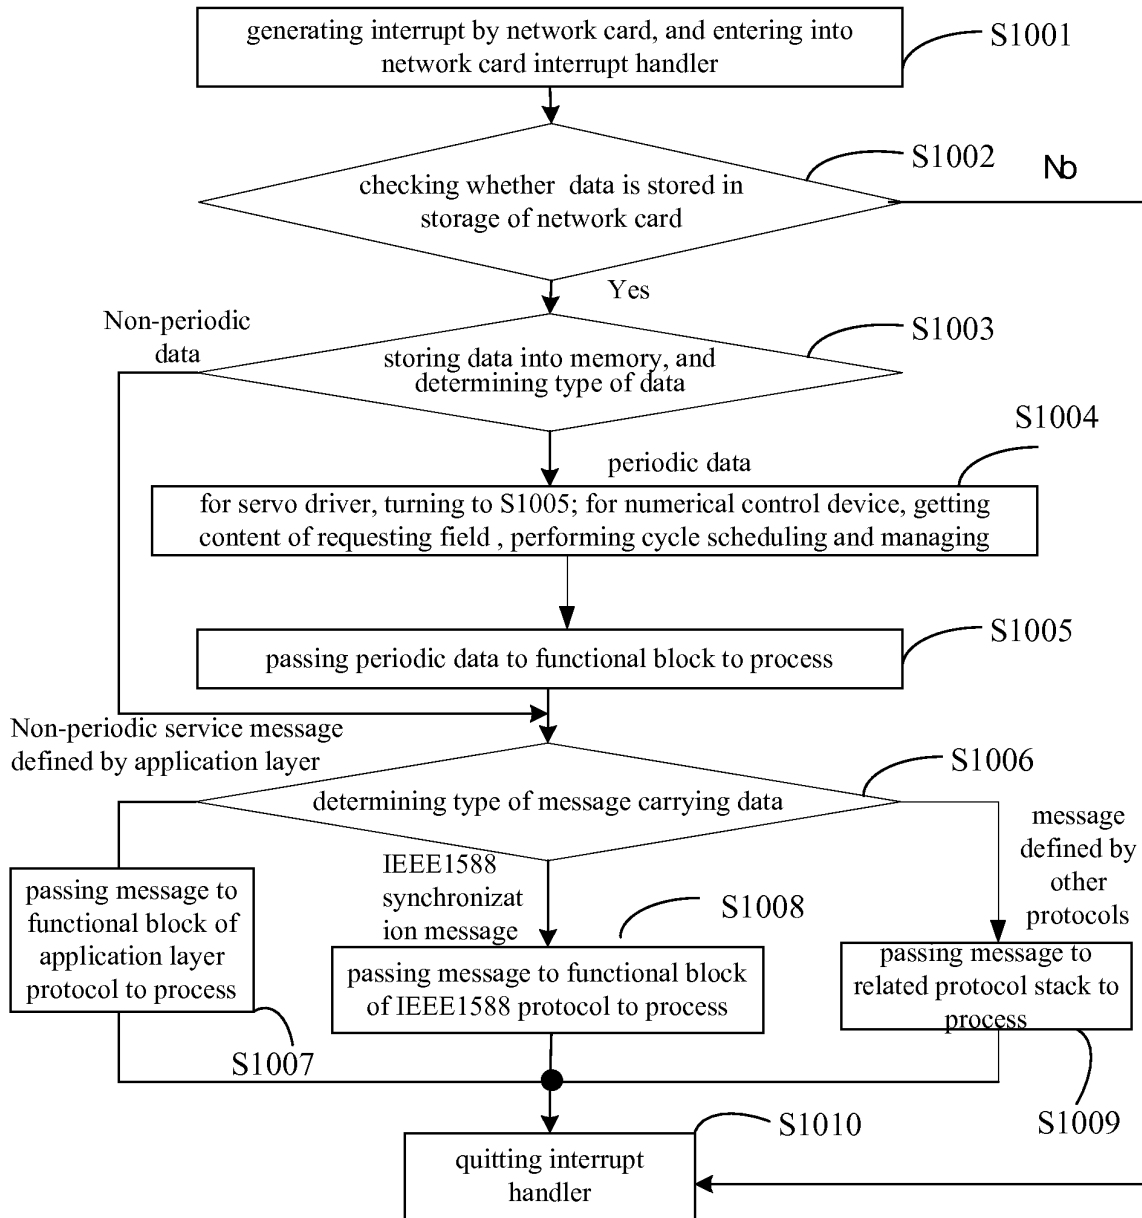 generating interrupt by network card, and entering into
network card interrupt handler
S1001
S1002
No
checking whether data is stored in
storage of network card
Yes
Non-periodic
data
S1003
storing data into memory, and
determining type of data
S1004
periodic data
for servo driver, turning to S1005; for numerical control device, getting
content of requesting field , performing cycle scheduling and managing
S1005
passing periodic data to functional block to process
Non-periodic service message
defined by application layer
S1006
determining type of message carrying data
message
defined by
other
protocols
IEEE1588
synchronizat
ion message
S1008
passing message to
functional block of
application layer
protocol to process
passing message to functional block
of IEEE1588 protocol to process
passing message to
related protocol stack to
process
S1007
S1009
S1010
quitting interrupt
handler